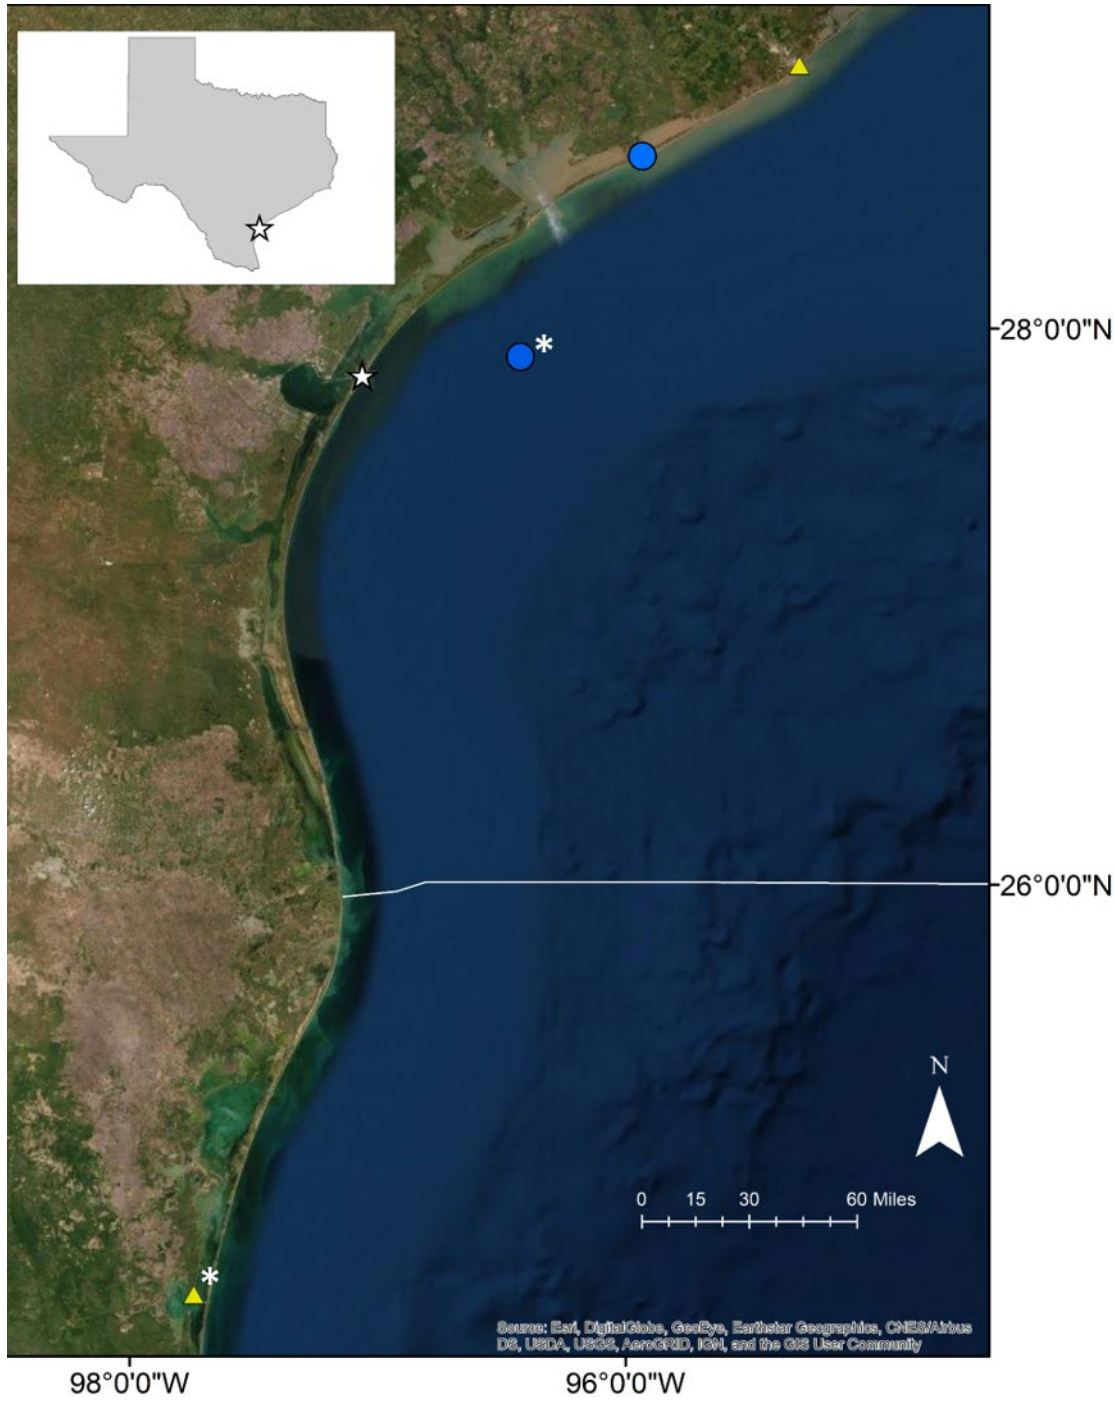 *
28°0'0"N
26°0'0"N
N
0 15 30 60 Miles
*
Source: Esri, DigitalGlobe, GeoEye, Earthstar Geographics, CNES/Airbus
DS, USDA, USGS, AeroGRID, IGN, and the GIS User Community
98°0'0"W 96°0'0"W